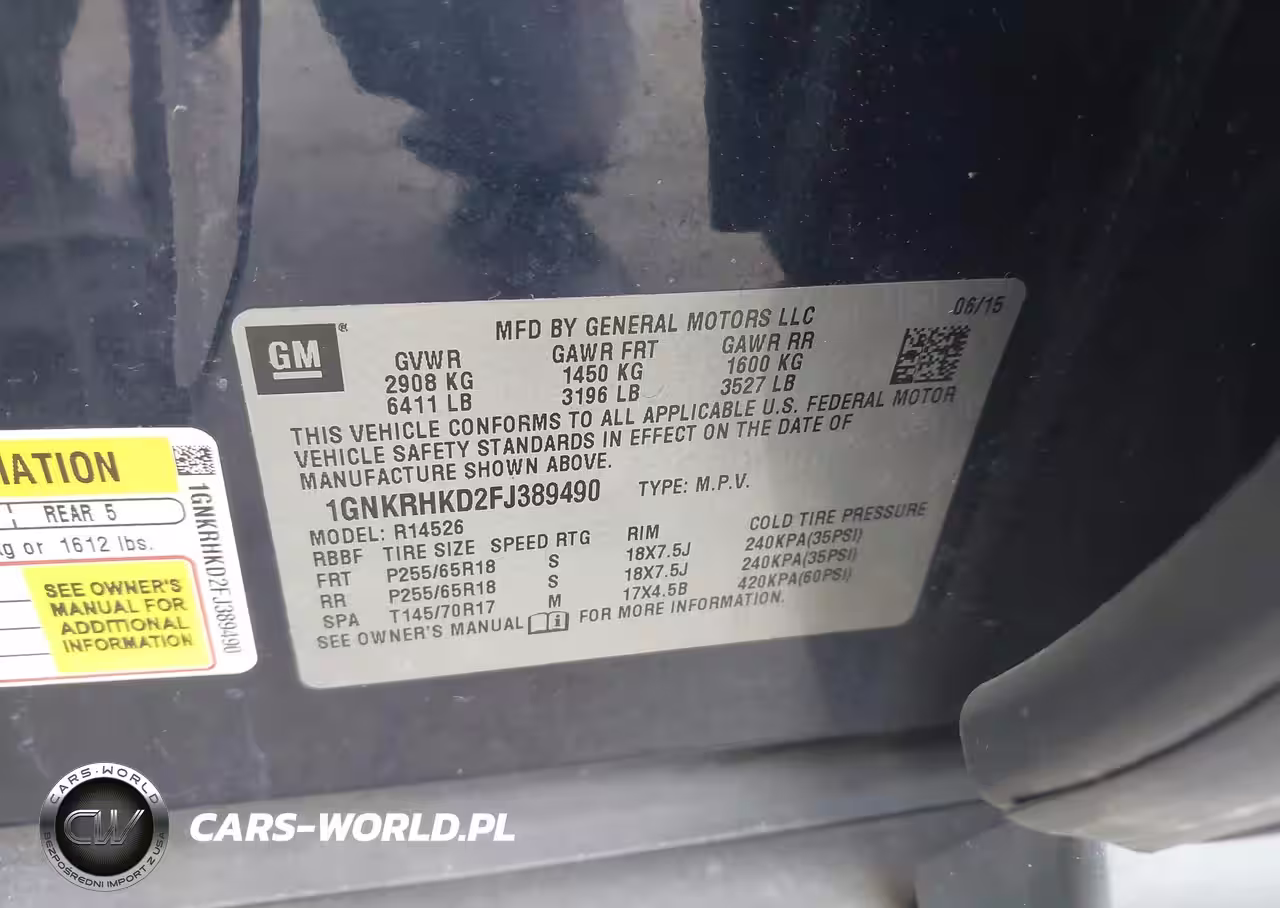 06/15
GM
®
MFD BY GENERAL MOTORS LLC
GVWR GAWR FRT GAWR RR
2908 KG 1450 KG 1600 KG
6411 LB 3196 LB 3527 LB
THIS VEHICLE CONFORMS TO ALL APPLICABLE U.S. FEDERAL MOTOR
VEHICLE SAFETY STANDARDS IN EFFECT ON THE DATE OF
MANUFACTURE SHOWN ABOVE.
1GNKRHKD2FJ389490 TYPE: M.P.V.
MODEL: R14526
RBBF TIRE SIZE SPEED RTG RIM COLD TIRE PRESSURE
FRT P255/65R18 S 18X7.5J 240KPA(35PSI)
RR P255/65R18 S 18X7.5J 240KPA(35PSI)
SPA T145/70R17 M 17X4.5B 420KPA(60PSI)
SEE OWNER'S MANUAL i FOR MORE INFORMATION.
MATION
REAR 5
kg or 1612 lbs.
SEE OWNER'S
MANUAL FOR
ADDITIONAL
INFORMATION
1GNKRHKD2FJ389490
CARS-WORLD
CW
BEZPOŚREDNI IMPORT Z USA
CARS-WORLD.PL